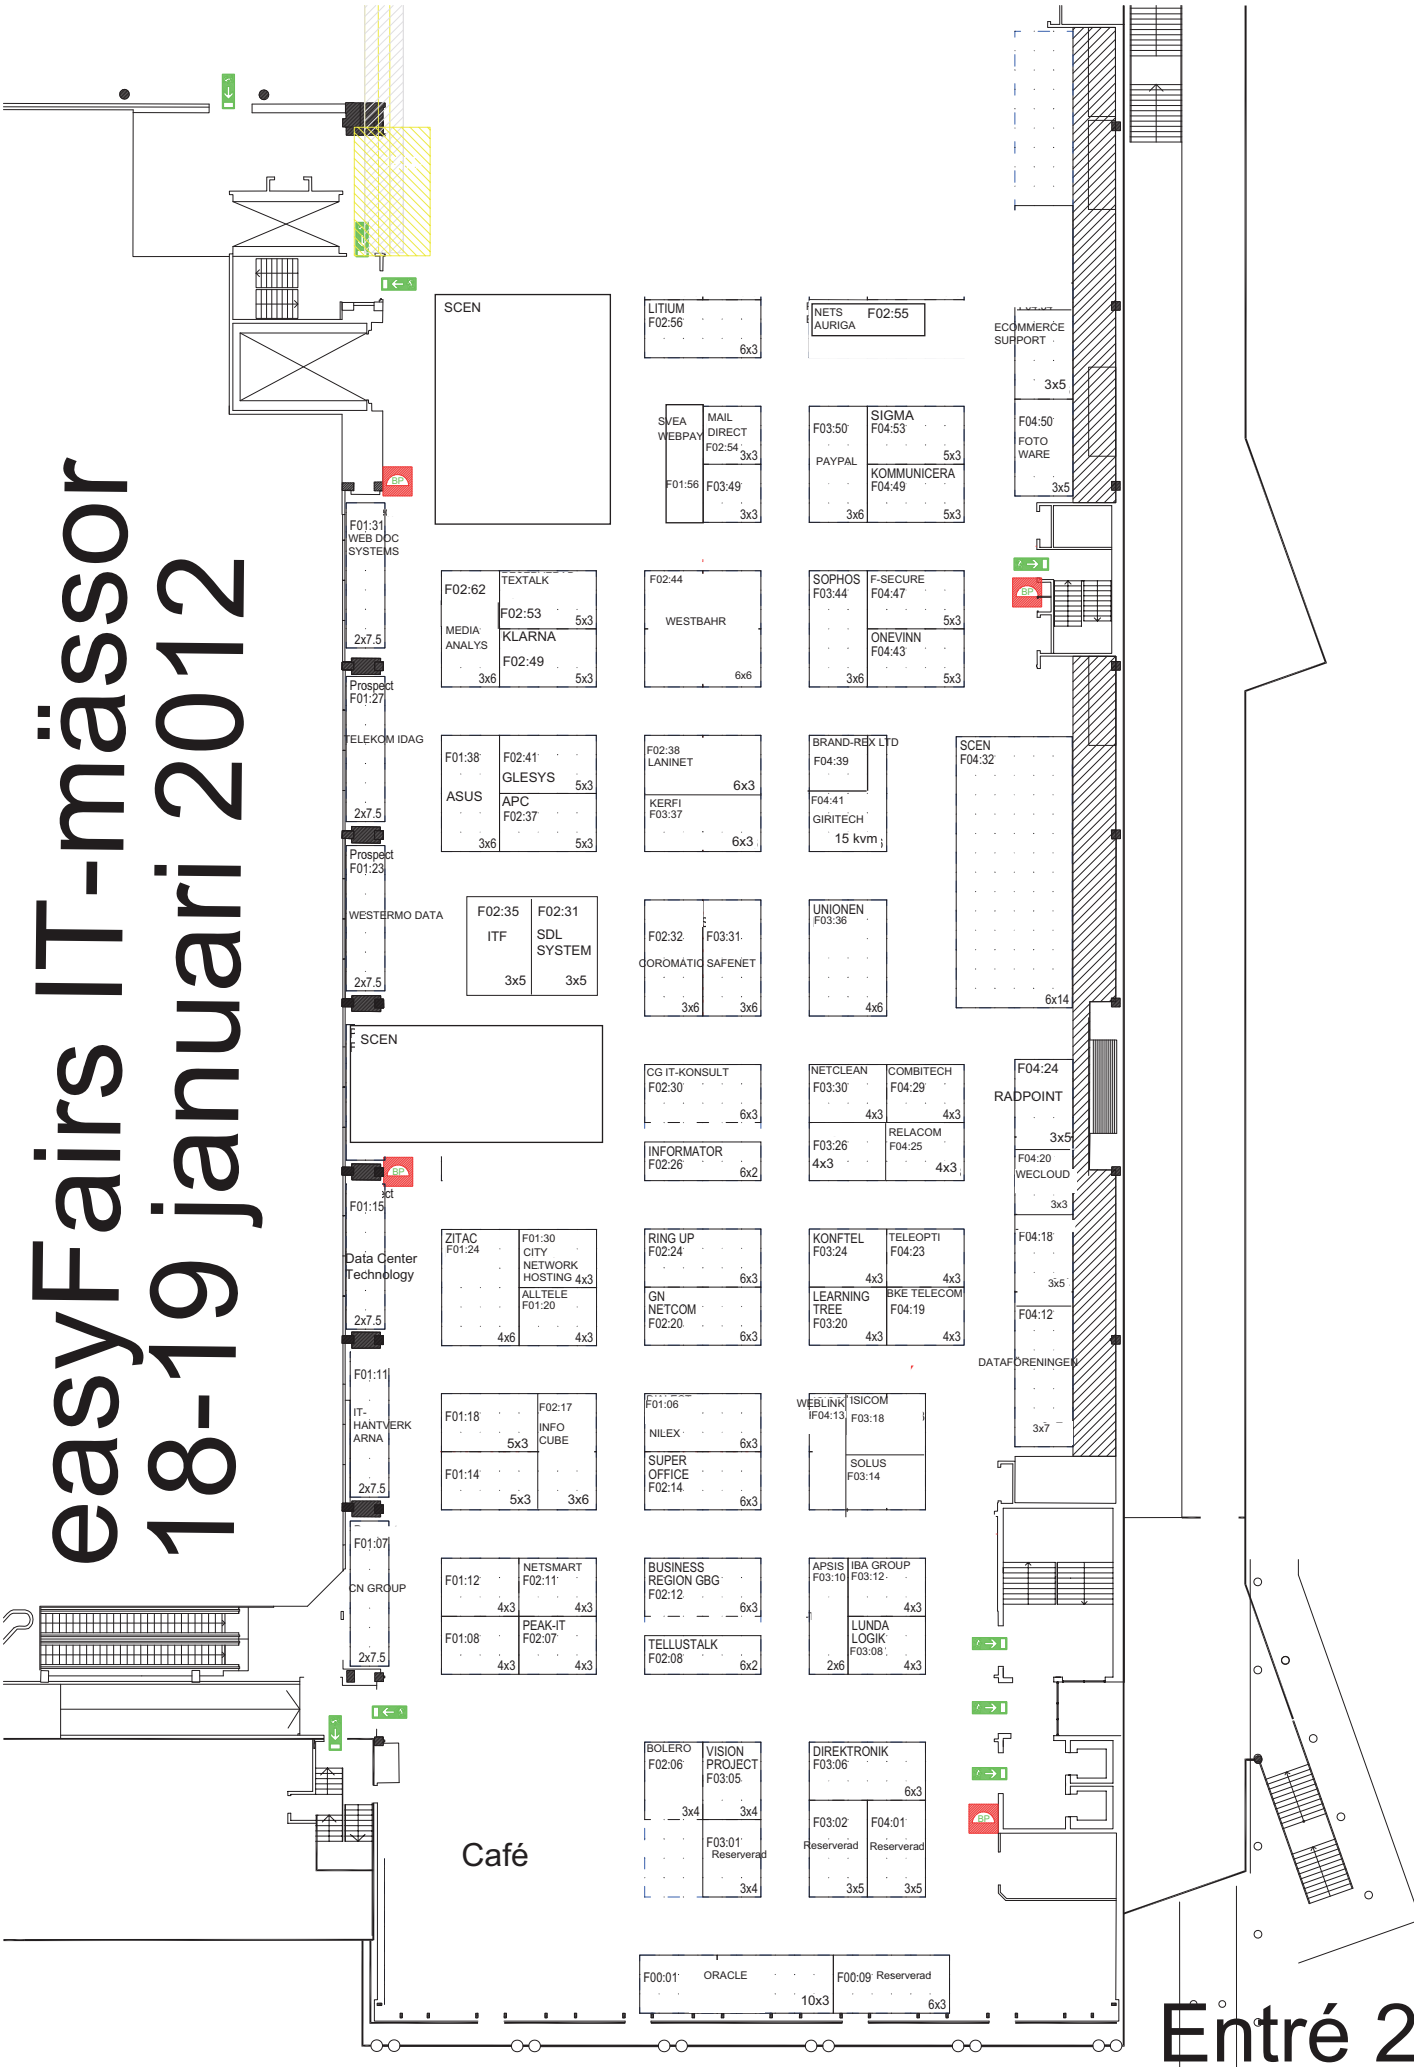 easyFairs IT-mässor
18-19 januari 2012
SCEN
LITIUM
F02:56
6x3
NETS
AURIGA
F02:55
ECOMMERCE
SUPPORT
3x5
F04:50
FOTO
WARE
3x5
SVEA
WEBPAY
F01:56
MAIL
DIRECT
F02:54
3x3
F03:49
3x3
F03:50
PAYPAL
3x6
SIGMA
F04:53
5x3
KOMMUNICERA
F04:49
5x3
BP
F01:31
WEB DOC
SYSTEMS
2x7.5
F02:62
MEDIA
ANALYS
3x6
TEXTALK
F02:53
5x3
KLARNA
F02:49
5x3
F02:44
WESTBAHR
6x6
SOPHOS
F03:44
3x6
F-SECURE
F04:47
5x3
ONEVINN
F04:43
5x3
BP
Prospect
F01:27
TELEKOM IDAG
2x7.5
F01:38
ASUS
3x6
F02:41
GLESYS
5x3
APC
F02:37
5x3
F02:38
LANINET
6x3
KERFI
F03:37
6x3
BRAND-REX LTD
F04:39
F04:41
GIRITECH
15 kvm
SCEN
F04:32
6x14
Prospect
F01:23
WESTERMO DATA
2x7.5
F02:35
ITF
3x5
F02:31
SDL
SYSTEM
3x5
F02:32
COROMATIC
3x6
F03:31
SAFENET
3x6
UNIONEN
F03:36
4x6
SCEN
CG IT-KONSULT
F02:30
6x3
INFORMATOR
F02:26
6x2
NETCLEAN
F03:30
4x3
COMBITECH
F04:29
4x3
F03:26
4x3
RELACOM
F04:25
4x3
F04:24
RADPOINT
3x5
F04:20
WECLOUD
3x3
BP
F01:15
Data Center
Technology
2x7.5
ZITAC
F01:24
4x6
F01:30
CITY
NETWORK
HOSTING 4x3
ALLTELE
F01:20
4x3
RING UP
F02:24
6x3
GN
NETCOM
F02:20
6x3
KONFTEL
F03:24
4x3
TELEOPTI
F04:23
4x3
LEARNING
TREE
F03:20
4x3
BKE TELECOM
F04:19
4x3
F04:18
3x5
F04:12
DATAFÖRENINGEN
3x7
F01:11
IT-
HANTVERK
ARNA
2x7.5
F01:18
5x3
F01:14
5x3
F02:17
INFO
CUBE
3x6
F01:06
NILEX
6x3
SUPER
OFFICE
F02:14
6x3
WEBLINK
F04:13
ISICOM
F03:18
SOLUS
F03:14
F01:07
CN GROUP
2x7.5
F01:12
4x3
NETSMART
F02:11
4x3
F01:08
4x3
PEAK-IT
F02:07
4x3
BUSINESS
REGION GBG
F02:12
6x3
TELLUSTALK
F02:08
6x2
APSIS
F03:10
2x6
IBA GROUP
F03:12
4x3
LUNDA
LOGIK
F03:08
4x3
BOLERO
F02:06
3x4
VISION
PROJECT
F03:05
3x4
F03:01
Reserverad
3x4
DIREKTRONIK
F03:06
6x3
F03:02
Reserverad
3x5
F04:01
Reserverad
3x5
BP
Café
F00:01
ORACLE
10x3
F00:09 Reserverad
6x3
Entré 2